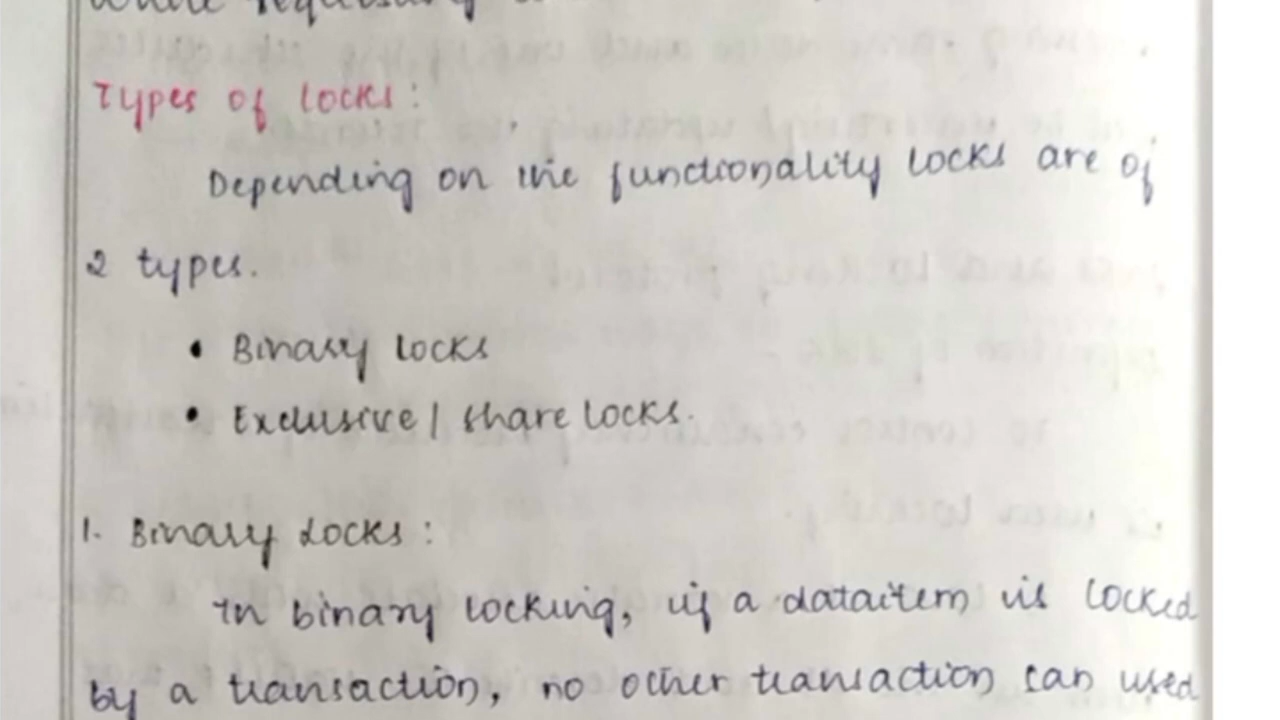 Types of locks :
Depending on the functionality locks are of
2 types.
• Binary locks
• Exclusive / share locks.
1. Binary Locks :
In binary locking, if a dataitem is locked
by a transaction, no other transaction can used